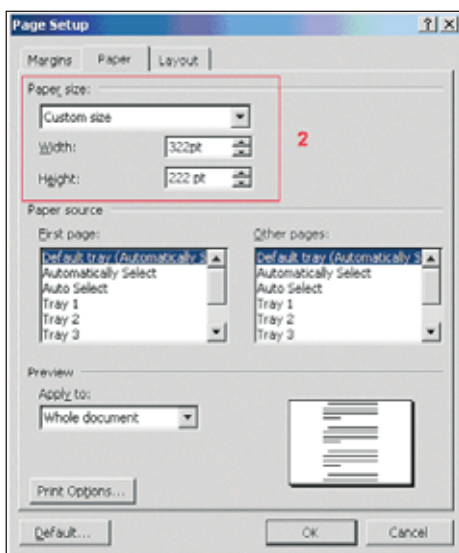 Page Setup
Margins Paper Layout
Paper size:
Custom size
Width: 322pt
2
Height: 222 pt
Paper source
First page: Other pages:
Default tray (Automatically S Default tray (Automatically S
Automatically Select Automatically Select
Auto Select Auto Select
Tray 1 Tray 1
Tray 2 Tray 2
Tray 3 Tray 3
Preview
Apply to:
Whole document
Print Options...
Default... OK Cancel